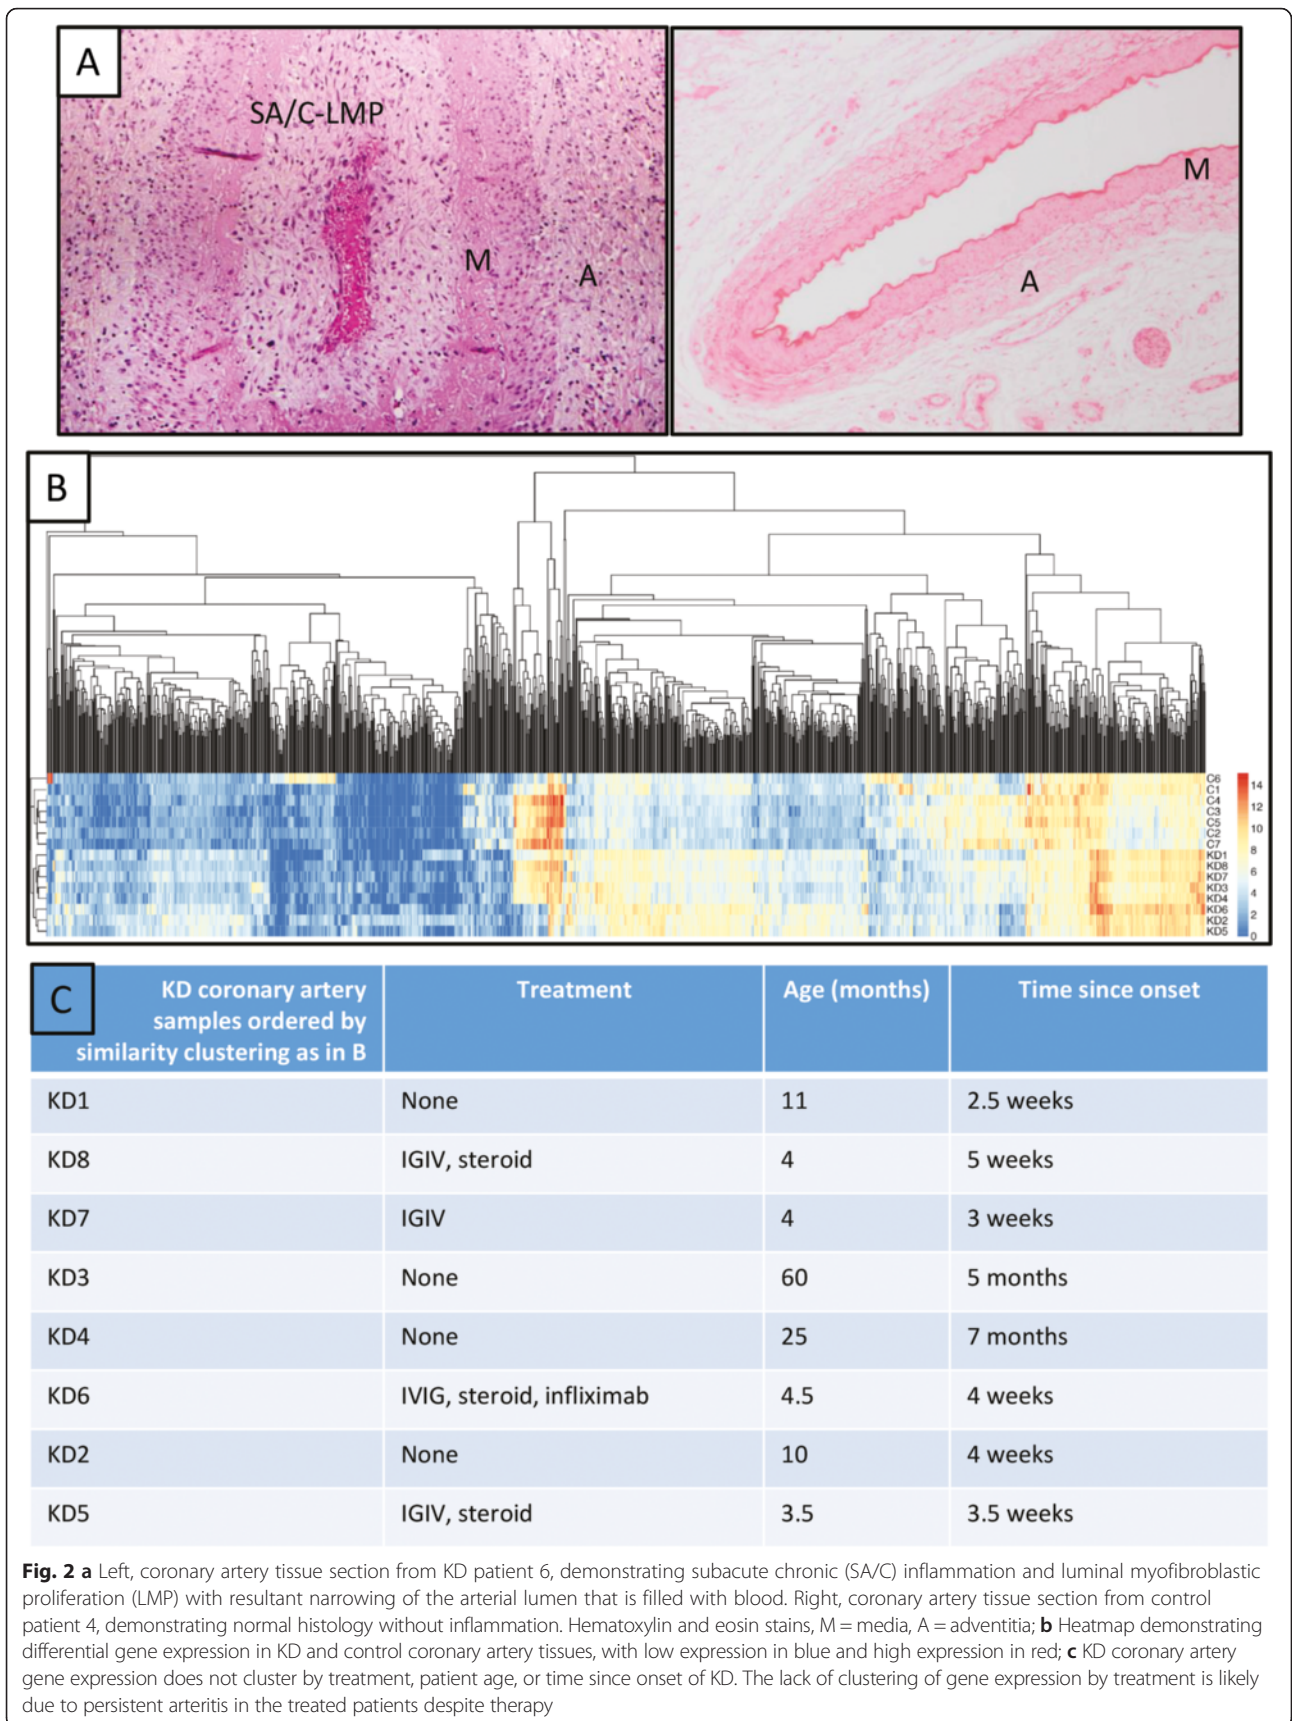 A
SA/C-LMP
M
A
M
A
B
C6
C1
C4
C3
C5
C2
C7
KD1
KD8
KD7
KD3
KD4
KD6
KD2
KD5
14
12
10
8
6
4
2
0
C
KD coronary artery samples ordered by similarity clustering as in B | Treatment | Age (months) | Time since onset
KD1 | None | 11 | 2.5 weeks
KD8 | IGIV, steroid | 4 | 5 weeks
KD7 | IGIV | 4 | 3 weeks
KD3 | None | 60 | 5 months
KD4 | None | 25 | 7 months
KD6 | IVIG, steroid, infliximab | 4.5 | 4 weeks
KD2 | None | 10 | 4 weeks
KD5 | IGIV, steroid | 3.5 | 3.5 weeks
Fig. 2 a Left, coronary artery tissue section from KD patient 6, demonstrating subacute chronic (SA/C) inflammation and luminal myofibroblastic
proliferation (LMP) with resultant narrowing of the arterial lumen that is filled with blood. Right, coronary artery tissue section from control
patient 4, demonstrating normal histology without inflammation. Hematoxylin and eosin stains, M = media, A = adventitia; b Heatmap demonstrating
differential gene expression in KD and control coronary artery tissues, with low expression in blue and high expression in red; c KD coronary artery
gene expression does not cluster by treatment, patient age, or time since onset of KD. The lack of clustering of gene expression by treatment is likely
due to persistent arteritis in the treated patients despite therapy